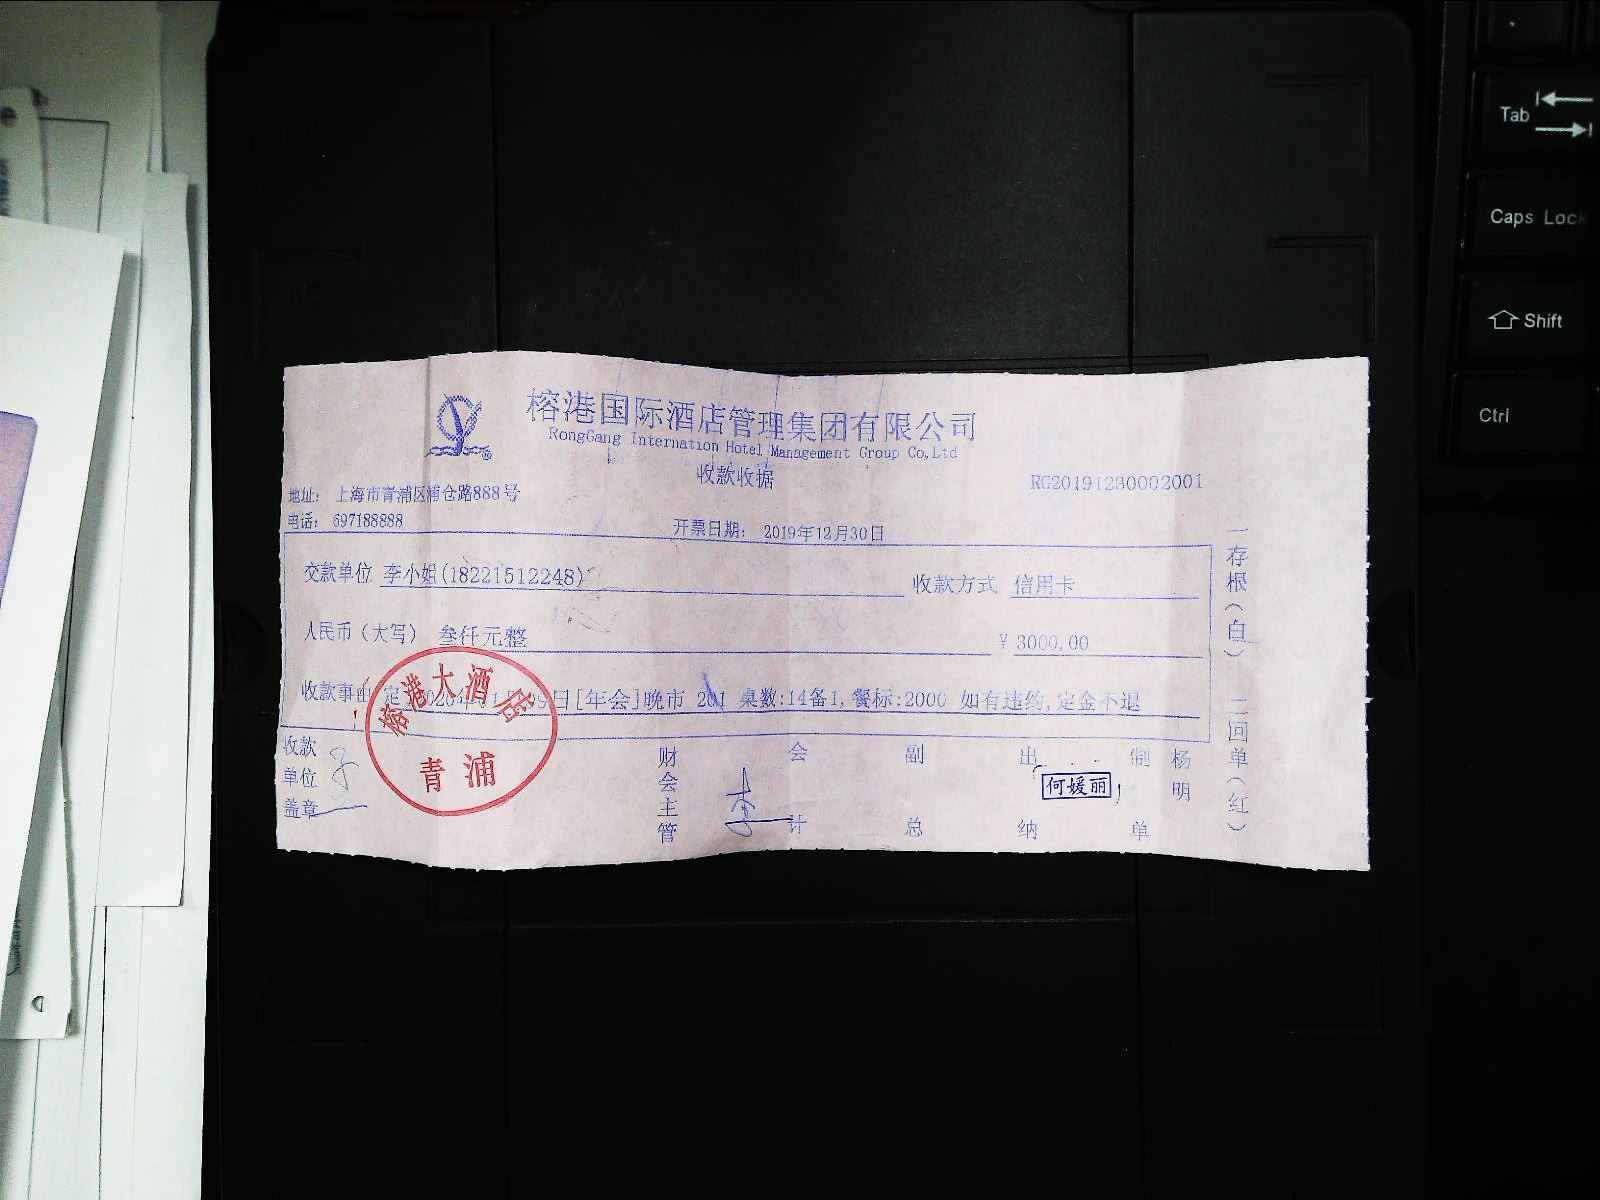 榕港国际酒店管理集团有限公司
RongGang Internation Hotel Management Group Co,Ltd
收款收据
RG20191230002001
地址： 上海市青浦区浦仓路888号
电话： 697188888
开票日期： 2019年12月30日
交款单位 李小姐(18221512248)
收款方式 信用卡
人民币（大写） 叁仟元整
￥ 3000.00
收款事由 定 2020年 日[年会]晚市 201 桌数:14备1,餐标:2000 如有违约,定金不退
榕港大酒店
青浦
收款单位盖章
财会主管
会计
副总
出纳
何媛丽
制单
杨明
一存根（白） 二回单（红）
Tab
Caps Lock
Shift
Ctrl